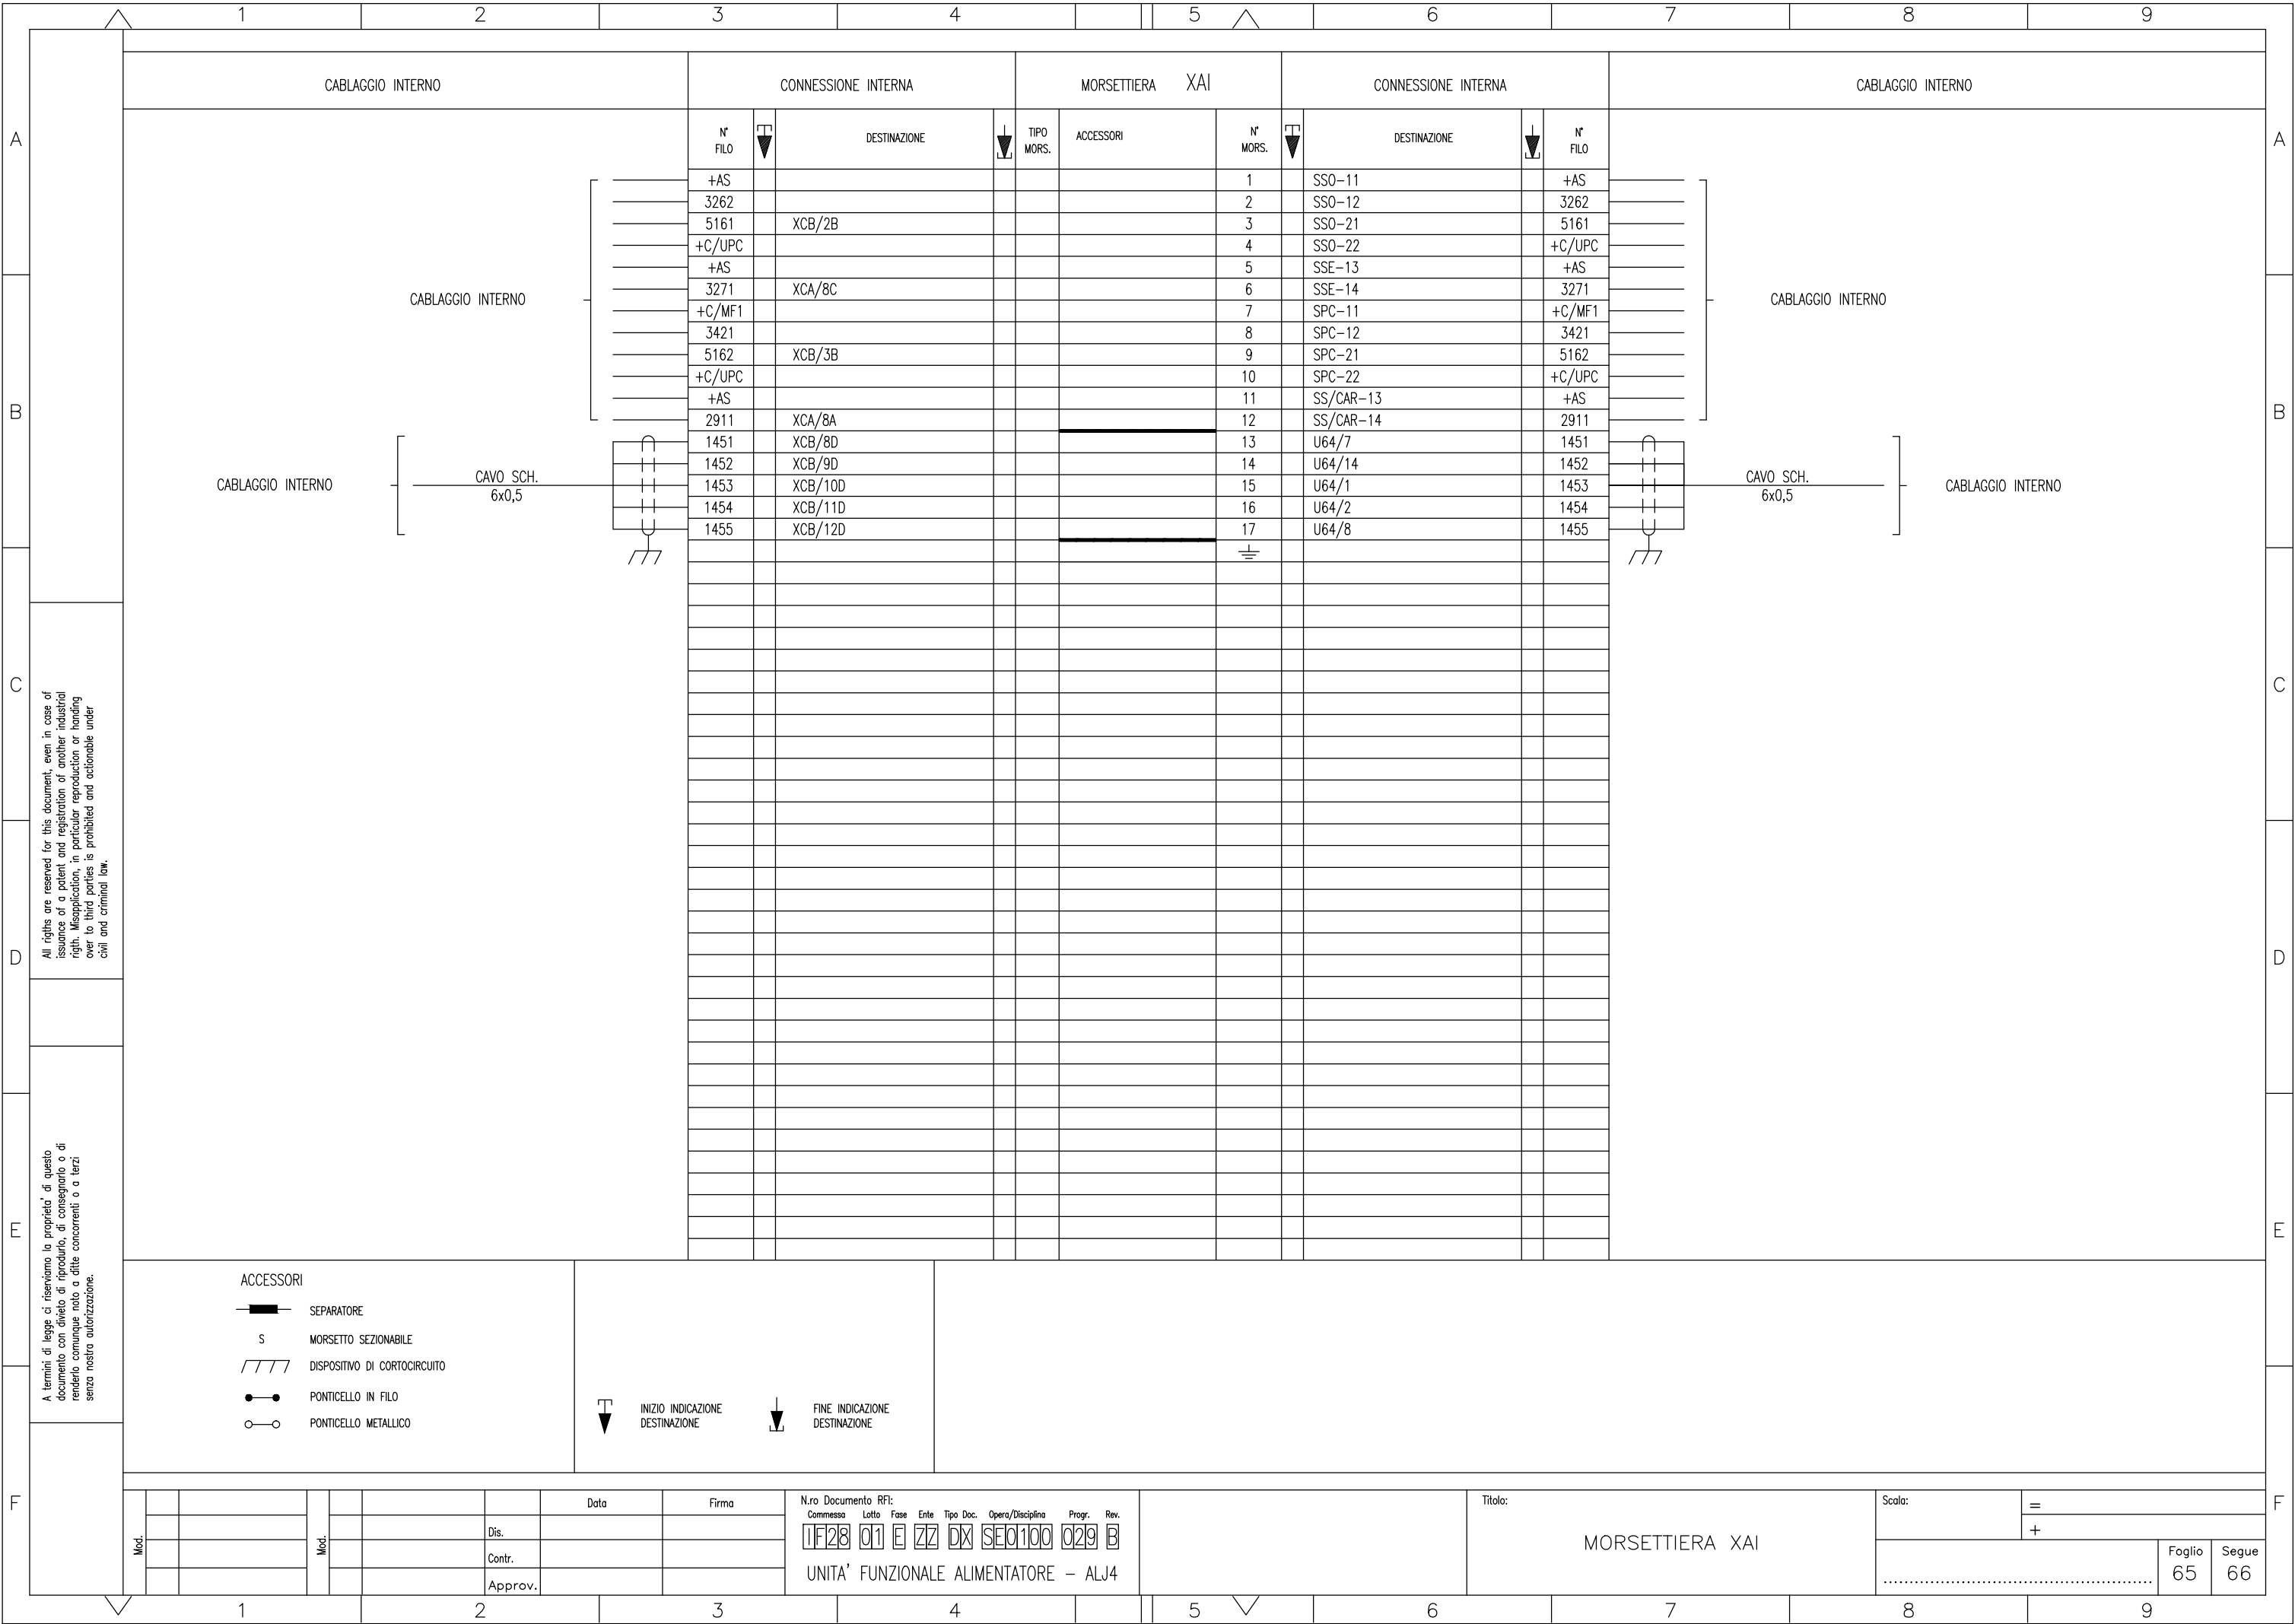 1 2 3 4 5 6 7 8 9
CABLAGGIO INTERNO CONNESSIONE INTERNA MORSETTIERA XAI CONNESSIONE INTERNA CABLAGGIO INTERNO
N° FILO DESTINAZIONE TIPO MORS. ACCESSORI N° MORS. DESTINAZIONE N° FILO
A A
+AS 1 SSO-11 +AS
3262 2 SSO-12 3262
5161 XCB/2B 3 SSO-21 5161
+C/UPC 4 SSO-22 +C/UPC
+AS 5 SSE-13 +AS
3271 XCA/8C 6 SSE-14 3271
CABLAGGIO INTERNO CABLAGGIO INTERNO
+C/MF1 7 SPC-11 +C/MF1
3421 8 SPC-12 3421
5162 XCB/3B 9 SPC-21 5162
+C/UPC 10 SPC-22 +C/UPC
+AS 11 SS/CAR-13 +AS
B B
2911 XCA/8A 12 SS/CAR-14 2911
1451 XCB/8D 13 U64/7 1451
1452 XCB/9D 14 U64/14 1452
CABLAGGIO INTERNO CAVO SCH. 6x0,5 1453 XCB/10D 15 U64/1 1453 CAVO SCH. 6x0,5 CABLAGGIO INTERNO
1454 XCB/11D 16 U64/2 1454
1455 XCB/12D 17 U64/8 1455
C C
D D
E E
F F
All rigths are reserved for this document, even in case of
issuance of a patent and registration of another industrial
rigth. Misapplication, in particular reproduction or handing
over to third parties is prohibited and actionable under
civil and criminal law.
A termini di legge ci riserviamo la proprieta' di questo
documento con divieto di riprodurlo, di consegnarlo o di
renderlo comunque noto a ditte concorrenti o a terzi
senza nostra autorizzazione.
ACCESSORI
SEPARATORE
S MORSETTO SEZIONABILE
DISPOSITIVO DI CORTOCIRCUITO
PONTICELLO IN FILO
PONTICELLO METALLICO
INIZIO INDICAZIONE
DESTINAZIONE
FINE INDICAZIONE
DESTINAZIONE
Mod. Mod.
Data Firma
Dis.
Contr.
Approv.
N.ro Documento RFI:
Commessa Lotto Fase Ente Tipo Doc. Opera/Disciplina Progr. Rev.
IF28 01 E ZZ DX SE0100 029 B
UNITA' FUNZIONALE ALIMENTATORE - ALJ4
Titolo:
MORSETTIERA XAI
Scala:
=
+
Foglio Segue
65 66
1 2 3 4 5 6 7 8 9